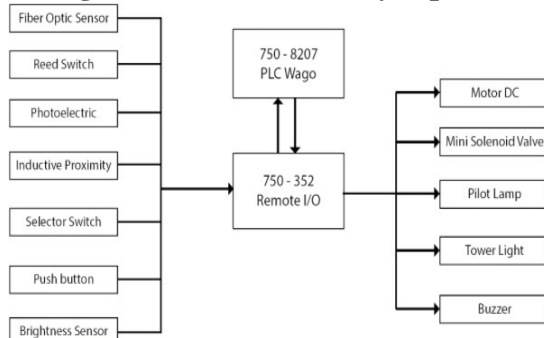 Fiber Optic Sensor
Reed Switch
Photoelectric
Inductive Proximity
Selector Switch
Push button
Brightness Sensor
750 - 8207
PLC Wago
750 - 352
Remote I/O
Motor DC
Mini Solenoid Valve
Pilot Lamp
Tower Light
Buzzer